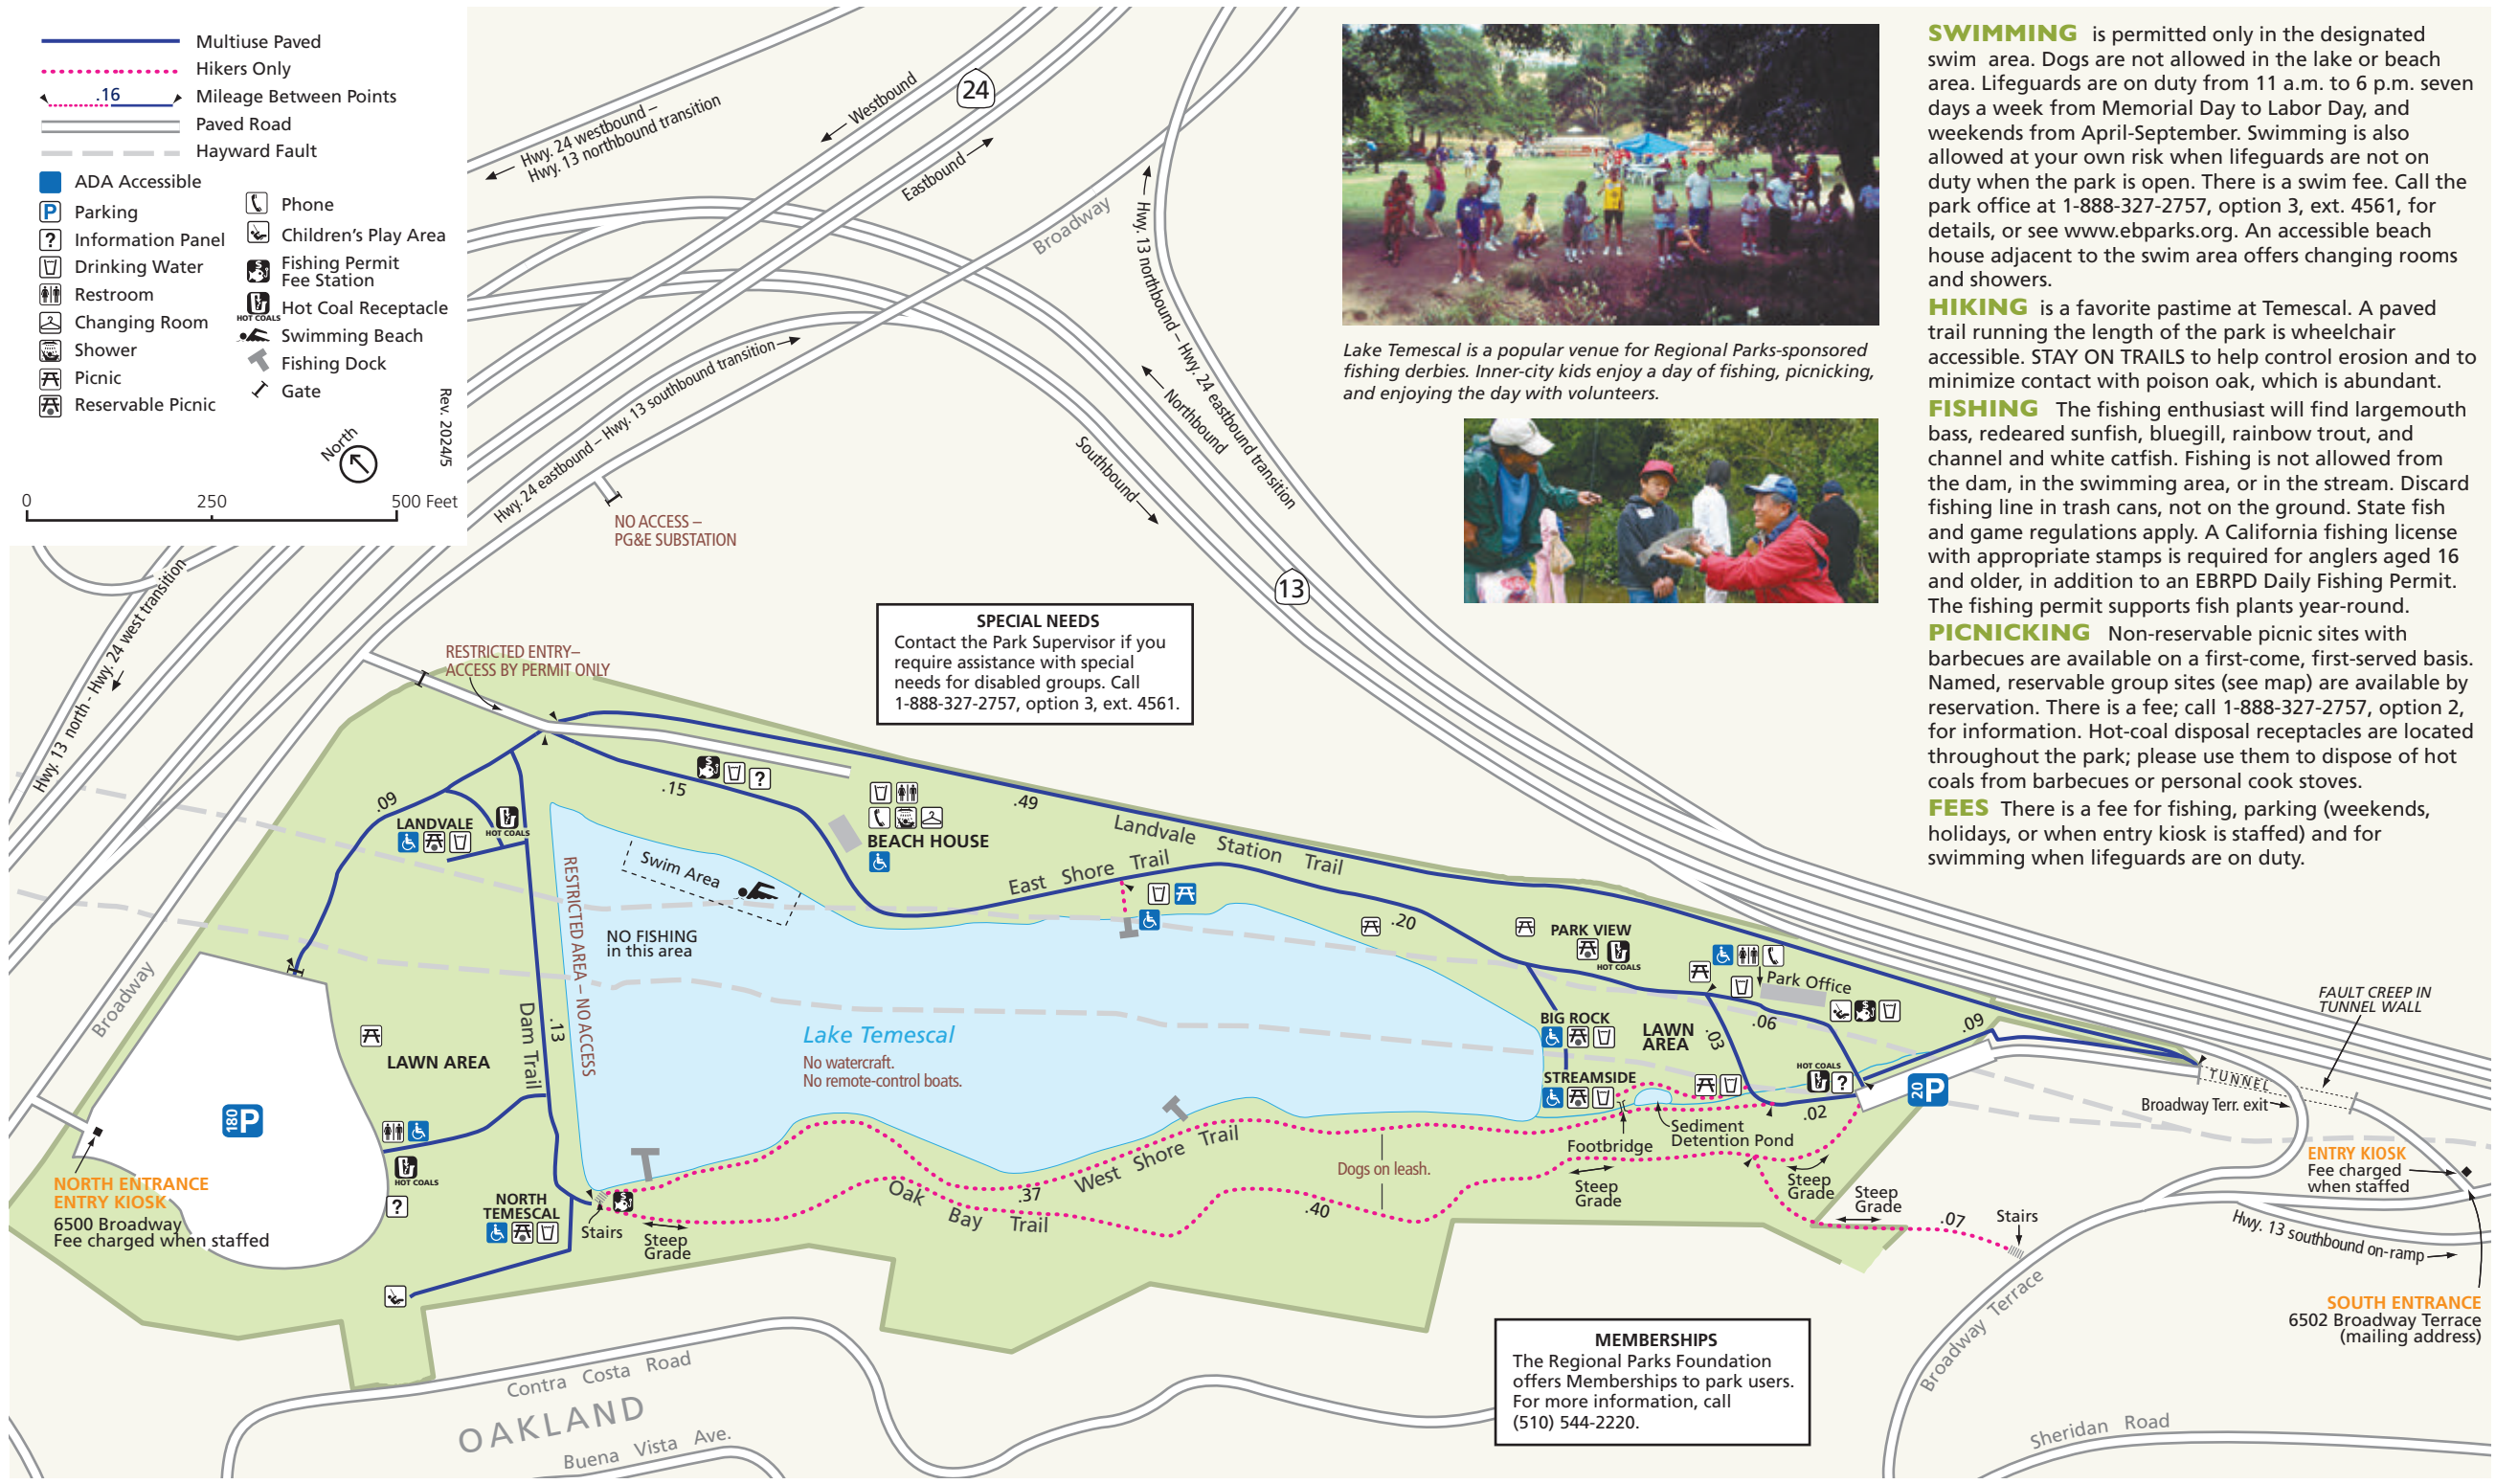 Multiuse Paved
Hikers Only
.16
Mileage Between Points
Paved Road
Hayward Fault
ADA Accessible
P
Parking
?
Information Panel
Drinking Water
Restroom
Changing Room
Shower
Picnic
Reservable Picnic
Phone
Children's Play Area
$
Fishing Permit
Fee Station
HOT COALS
Hot Coal Receptacle
Swimming Beach
Fishing Dock
Gate
Rev. 2024/5
North
0 250 500 Feet
Hwy. 24 westbound –
Hwy. 13 northbound transition
Westbound
24
Eastbound
Broadway
Hwy. 13 northbound – Hwy. 24 eastbound transition
Northbound
Southbound
13
Hwy. 24 eastbound – Hwy. 13 southbound transition
NO ACCESS –
PG&E SUBSTATION
Hwy. 13 north - Hwy. 24 west transition
Lake Temescal is a popular venue for Regional Parks-sponsored
fishing derbies. Inner-city kids enjoy a day of fishing, picnicking,
and enjoying the day with volunteers.
SWIMMING is permitted only in the designated
swim area. Dogs are not allowed in the lake or beach
area. Lifeguards are on duty from 11 a.m. to 6 p.m. seven
days a week from Memorial Day to Labor Day, and
weekends from April-September. Swimming is also
allowed at your own risk when lifeguards are not on
duty when the park is open. There is a swim fee. Call the
park office at 1-888-327-2757, option 3, ext. 4561, for
details, or see www.ebparks.org. An accessible beach
house adjacent to the swim area offers changing rooms
and showers.
HIKING is a favorite pastime at Temescal. A paved
trail running the length of the park is wheelchair
accessible. STAY ON TRAILS to help control erosion and to
minimize contact with poison oak, which is abundant.
FISHING The fishing enthusiast will find largemouth
bass, redeared sunfish, bluegill, rainbow trout, and
channel and white catfish. Fishing is not allowed from
the dam, in the swimming area, or in the stream. Discard
fishing line in trash cans, not on the ground. State fish
and game regulations apply. A California fishing license
with appropriate stamps is required for anglers aged 16
and older, in addition to an EBRPD Daily Fishing Permit.
The fishing permit supports fish plants year-round.
PICNICKING Non-reservable picnic sites with
barbecues are available on a first-come, first-served basis.
Named, reservable group sites (see map) are available by
reservation. There is a fee; call 1-888-327-2757, option 2,
for information. Hot-coal disposal receptacles are located
throughout the park; please use them to dispose of hot
coals from barbecues or personal cook stoves.
FEES There is a fee for fishing, parking (weekends,
holidays, or when entry kiosk is staffed) and for
swimming when lifeguards are on duty.
SPECIAL NEEDS
Contact the Park Supervisor if you
require assistance with special
needs for disabled groups. Call
1-888-327-2757, option 3, ext. 4561.
RESTRICTED ENTRY–
ACCESS BY PERMIT ONLY
.09
.15
$
?
LANDVALE
HOT COALS
BEACH HOUSE
.49
Landvale Station Trail
East Shore Trail
Swim Area
RESTRICTED AREA – NO ACCESS
NO FISHING
in this area
.20
PARK VIEW
HOT COALS
Park Office
$
.06
.03
.09
BIG ROCK
LAWN
AREA
STREAMSIDE
HOT COALS
?
.02
20 P
TUNNEL
FAULT CREEP IN
TUNNEL WALL
Broadway Terr. exit
Broadway
Dam Trail
.13
LAWN AREA
Lake Temescal
No watercraft.
No remote-control boats.
180 P
NORTH ENTRANCE
ENTRY KIOSK
6500 Broadway
Fee charged when staffed
HOT COALS
?
NORTH
TEMESCAL
Stairs
$
Steep
Grade
Oak Bay Trail
.37
West Shore Trail
.40
Dogs on leash.
Footbridge
Sediment
Detention Pond
Steep
Grade
Steep
Grade
Steep
Grade
.07
Stairs
ENTRY KIOSK
Fee charged
when staffed
Hwy. 13 southbound on-ramp
SOUTH ENTRANCE
6502 Broadway Terrace
(mailing address)
Broadway Terrace
Sheridan Road
MEMBERSHIPS
The Regional Parks Foundation
offers Memberships to park users.
For more information, call
(510) 544-2220.
Contra Costa Road
OAKLAND
Buena Vista Ave.